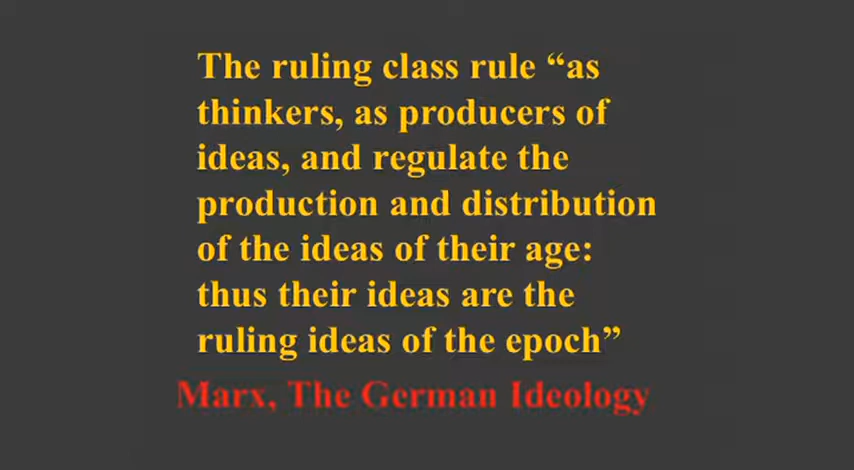 The ruling class rule “as
thinkers, as producers of
ideas, and regulate the
production and distribution
of the ideas of their age:
thus their ideas are the
ruling ideas of the epoch”
Marx, The German Ideology